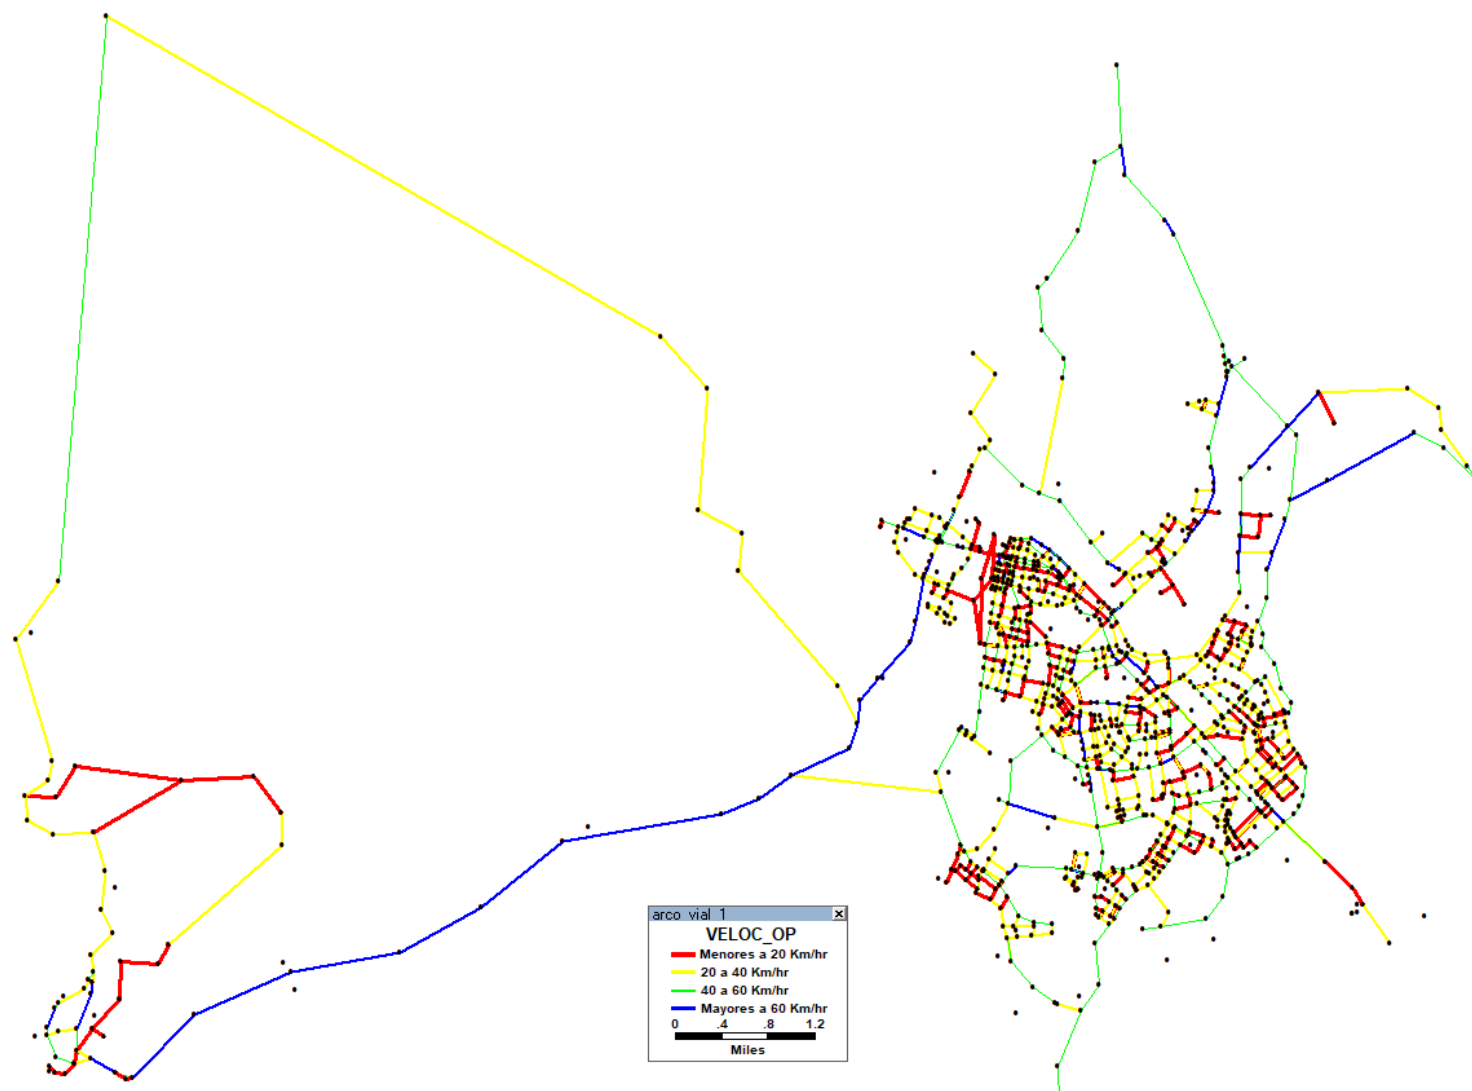 arco_vial_1
VELOC_OP
Menores a 20 Km/hr
20 a 40 Km/hr
40 a 60 Km/hr
Mayores a 60 Km/hr
0 .4 .8 1.2
Miles